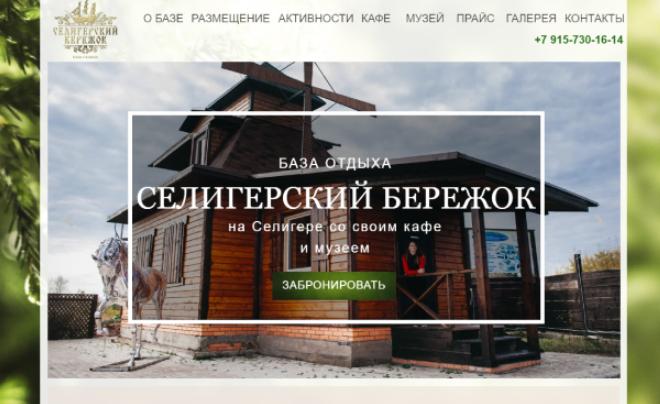 СЕЛИГЕРСКИЙ
БЕРЕЖОК
О БАЗЕ РАЗМЕЩЕНИЕ АКТИВНОСТИ КАФЕ МУЗЕЙ ПРАЙС ГАЛЕРЕЯ КОНТАКТЫ
+7 915-730-16-14
БАЗА ОТДЫХА
СЕЛИГЕРСКИЙ БЕРЕЖОК
на Селигере со своим кафе
и музеем
ЗАБРОНИРОВАТЬ